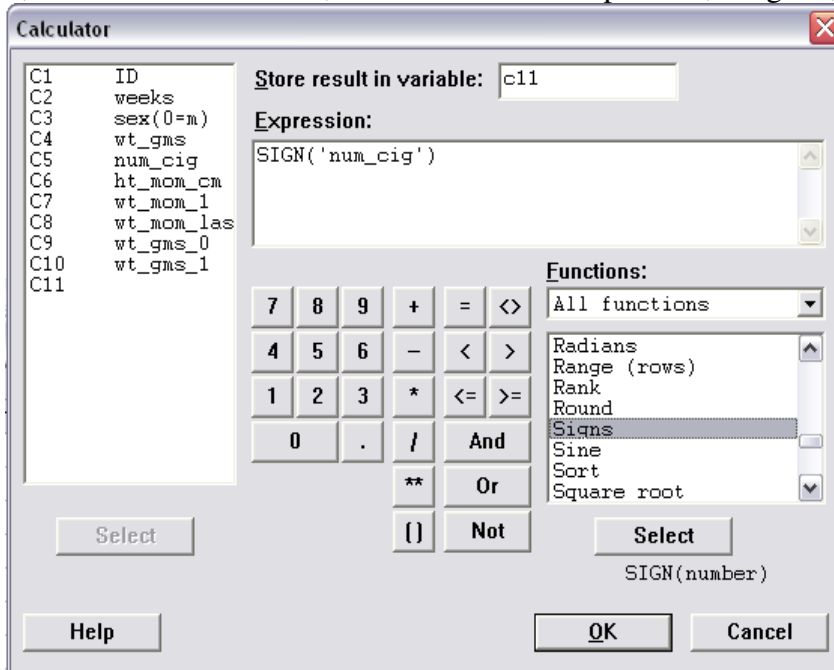 Calculator
C1 ID
C2 weeks
C3 sex(0=m)
C4 wt_gms
C5 num_cig
C6 ht_mom_cm
C7 wt_mom_1
C8 wt_mom_las
C9 wt_gms_0
C10 wt_gms_1
C11
Select
Store result in variable: c11
Expression:
SIGN('num_cig')
7 8 9 + = <>
4 5 6 - < >
1 2 3 * <= >=
0 . / And
** Or
() Not
Functions:
All functions
Radians
Range (rows)
Rank
Round
Signs
Sine
Sort
Square root
Select
SIGN(number)
Help
OK
Cancel